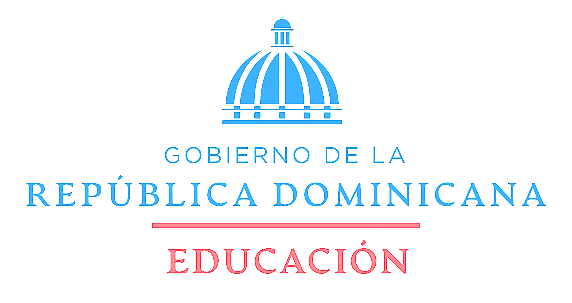 GOBIERNO DE LA
REPÚBLICA DOMINICANA
EDUCACIÓN